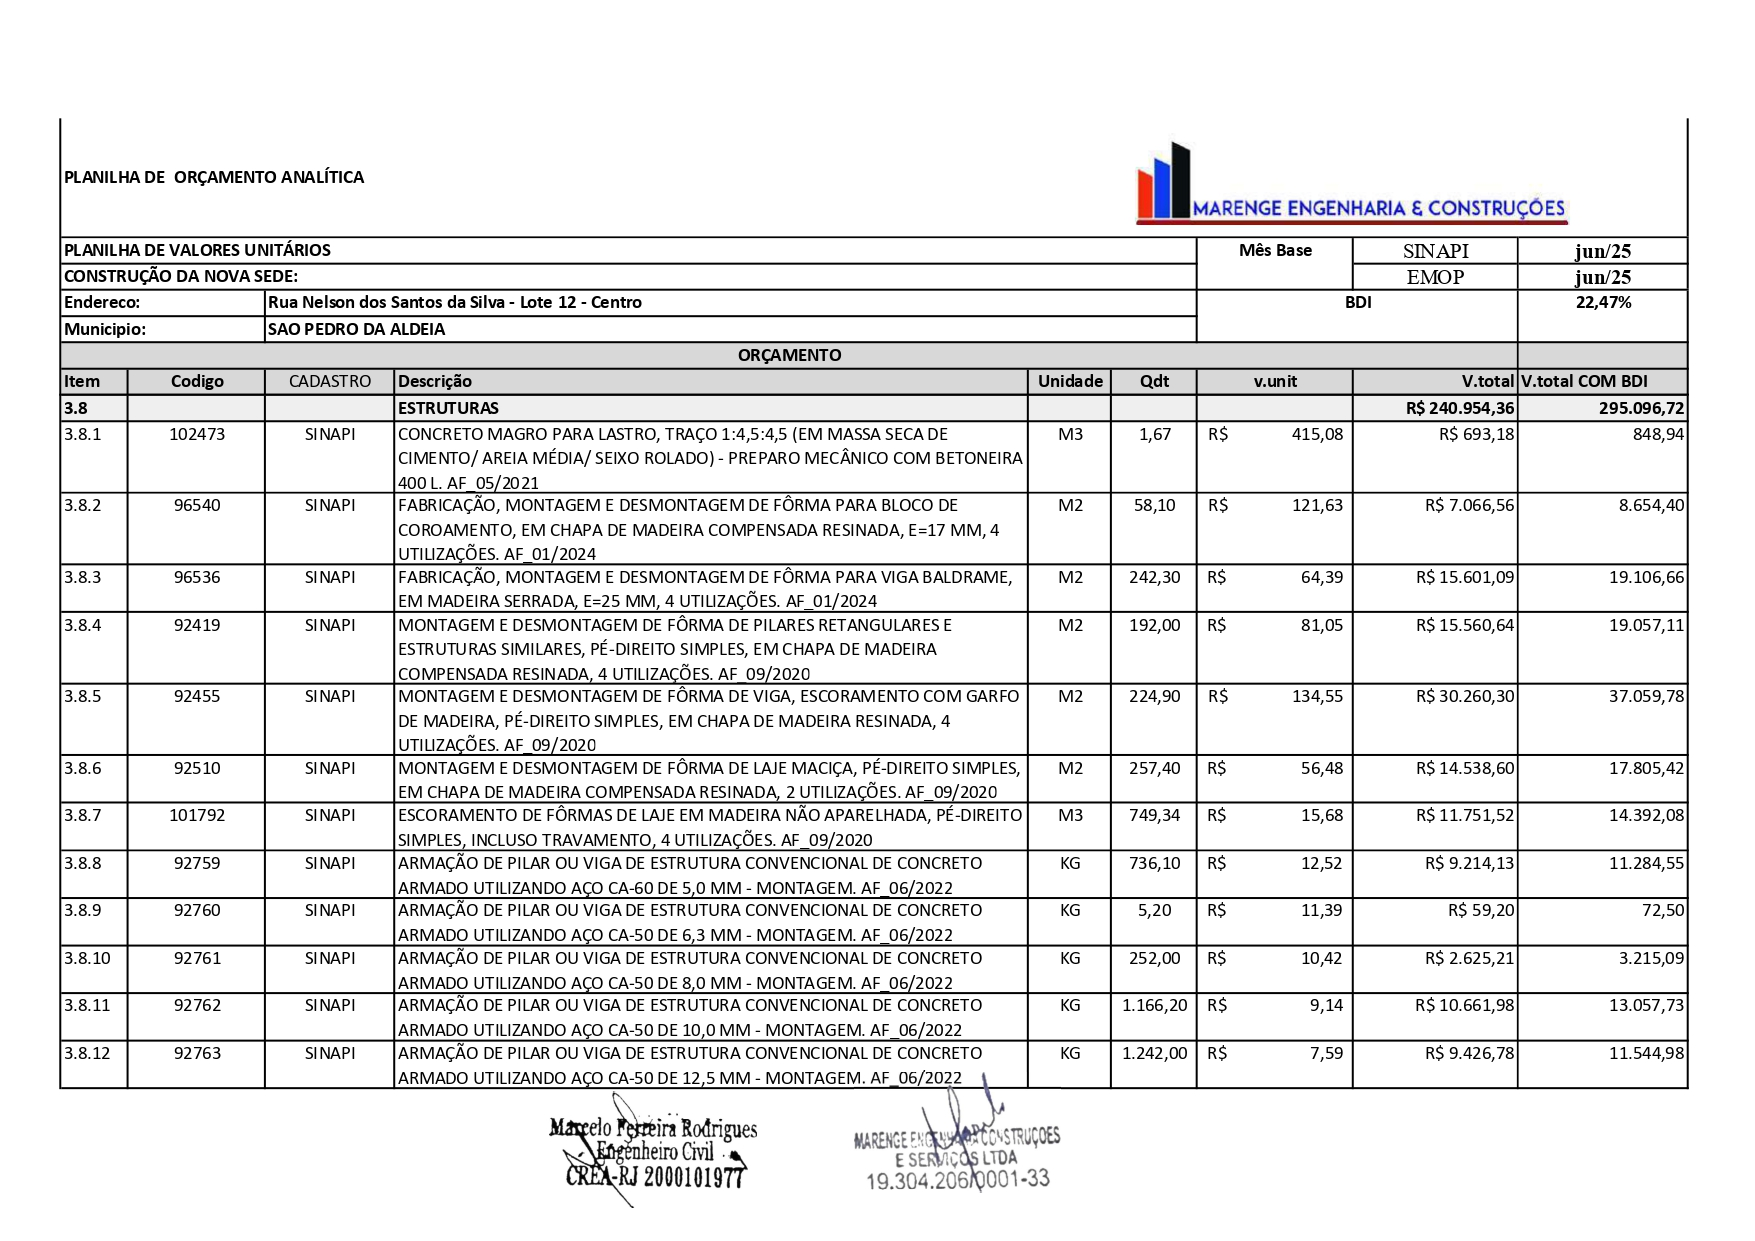 PLANILHA DE  ORÇAMENTO ANALÍTICA
MARENGE ENGENHARIA & CONSTRUÇÕES
PLANILHA DE VALORES UNITÁRIOS Mês Base SINAPI jun/25
CONSTRUÇÃO DA NOVA SEDE: EMOP jun/25
Endereco: Rua Nelson dos Santos da Silva - Lote 12 - Centro BDI 22,47%
Municipio: SAO PEDRO DA ALDEIA
ORÇAMENTO
Item Codigo CADASTRO Descrição Unidade Qdt v.unit V.total V.total COM BDI
3.8 ESTRUTURAS R$ 240.954,36 295.096,72
3.8.1 102473 SINAPI CONCRETO MAGRO PARA LASTRO, TRAÇO 1:4,5:4,5 (EM MASSA SECA DE M3 1,67 R$ 415,08 R$ 693,18 848,94
CIMENTO/ AREIA MÉDIA/ SEIXO ROLADO) - PREPARO MECÂNICO COM BETONEIRA
400 L. AF_05/2021
3.8.2 96540 SINAPI FABRICAÇÃO, MONTAGEM E DESMONTAGEM DE FÔRMA PARA BLOCO DE M2 58,10 R$ 121,63 R$ 7.066,56 8.654,40
COROAMENTO, EM CHAPA DE MADEIRA COMPENSADA RESINADA, E=17 MM, 4
UTILIZAÇÕES. AF_01/2024
3.8.3 96536 SINAPI FABRICAÇÃO, MONTAGEM E DESMONTAGEM DE FÔRMA PARA VIGA BALDRAME, M2 242,30 R$ 64,39 R$ 15.601,09 19.106,66
EM MADEIRA SERRADA, E=25 MM, 4 UTILIZAÇÕES. AF_01/2024
3.8.4 92419 SINAPI MONTAGEM E DESMONTAGEM DE FÔRMA DE PILARES RETANGULARES E M2 192,00 R$ 81,05 R$ 15.560,64 19.057,11
ESTRUTURAS SIMILARES, PÉ-DIREITO SIMPLES, EM CHAPA DE MADEIRA
COMPENSADA RESINADA, 4 UTILIZAÇÕES. AF_09/2020
3.8.5 92455 SINAPI MONTAGEM E DESMONTAGEM DE FÔRMA DE VIGA, ESCORAMENTO COM GARFO M2 224,90 R$ 134,55 R$ 30.260,30 37.059,78
DE MADEIRA, PÉ-DIREITO SIMPLES, EM CHAPA DE MADEIRA RESINADA, 4
UTILIZAÇÕES. AF_09/2020
3.8.6 92510 SINAPI MONTAGEM E DESMONTAGEM DE FÔRMA DE LAJE MACIÇA, PÉ-DIREITO SIMPLES, M2 257,40 R$ 56,48 R$ 14.538,60 17.805,42
EM CHAPA DE MADEIRA COMPENSADA RESINADA, 2 UTILIZAÇÕES. AF_09/2020
3.8.7 101792 SINAPI ESCORAMENTO DE FÔRMAS DE LAJE EM MADEIRA NÃO APARELHADA, PÉ-DIREITO M3 749,34 R$ 15,68 R$ 11.751,52 14.392,08
SIMPLES, INCLUSO TRAVAMENTO, 4 UTILIZAÇÕES. AF_09/2020
3.8.8 92759 SINAPI ARMAÇÃO DE PILAR OU VIGA DE ESTRUTURA CONVENCIONAL DE CONCRETO KG 736,10 R$ 12,52 R$ 9.214,13 11.284,55
ARMADO UTILIZANDO AÇO CA-60 DE 5,0 MM - MONTAGEM. AF_06/2022
3.8.9 92760 SINAPI ARMAÇÃO DE PILAR OU VIGA DE ESTRUTURA CONVENCIONAL DE CONCRETO KG 5,20 R$ 11,39 R$ 59,20 72,50
ARMADO UTILIZANDO AÇO CA-50 DE 6,3 MM - MONTAGEM. AF_06/2022
3.8.10 92761 SINAPI ARMAÇÃO DE PILAR OU VIGA DE ESTRUTURA CONVENCIONAL DE CONCRETO KG 252,00 R$ 10,42 R$ 2.625,21 3.215,09
ARMADO UTILIZANDO AÇO CA-50 DE 8,0 MM - MONTAGEM. AF_06/2022
3.8.11 92762 SINAPI ARMAÇÃO DE PILAR OU VIGA DE ESTRUTURA CONVENCIONAL DE CONCRETO KG 1.166,20 R$ 9,14 R$ 10.661,98 13.057,73
ARMADO UTILIZANDO AÇO CA-50 DE 10,0 MM - MONTAGEM. AF_06/2022
3.8.12 92763 SINAPI ARMAÇÃO DE PILAR OU VIGA DE ESTRUTURA CONVENCIONAL DE CONCRETO KG 1.242,00 R$ 7,59 R$ 9.426,78 11.544,98
ARMADO UTILIZANDO AÇO CA-50 DE 12,5 MM - MONTAGEM. AF_06/2022
Marcelo Ferreira Rodrigues
Engenheiro Civil
CREA-RJ 2000101977
MARENGE ENGENHARIA CONSTRUÇOES
E SERVIÇOS LTDA
19.304.206/0001-33